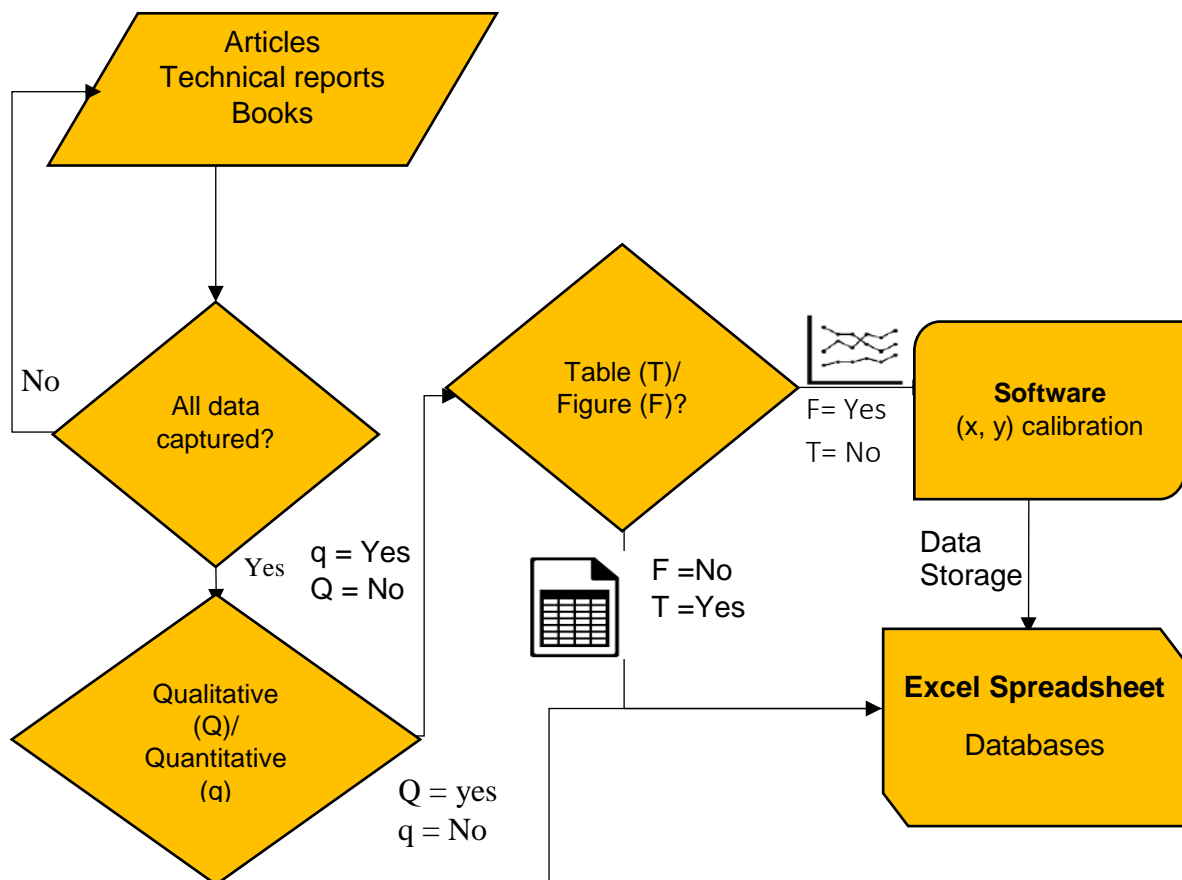 Articles
Technical reports
Books
No
All data
captured?
Yes
q = Yes
Q = No
Table (T)/
Figure (F)?
F= Yes
T= No
Software
(x, y) calibration
Data
Storage
F =No
T =Yes
Qualitative
(Q)/
Quantitative
(q)
Q = yes
q = No
Excel Spreadsheet
Databases